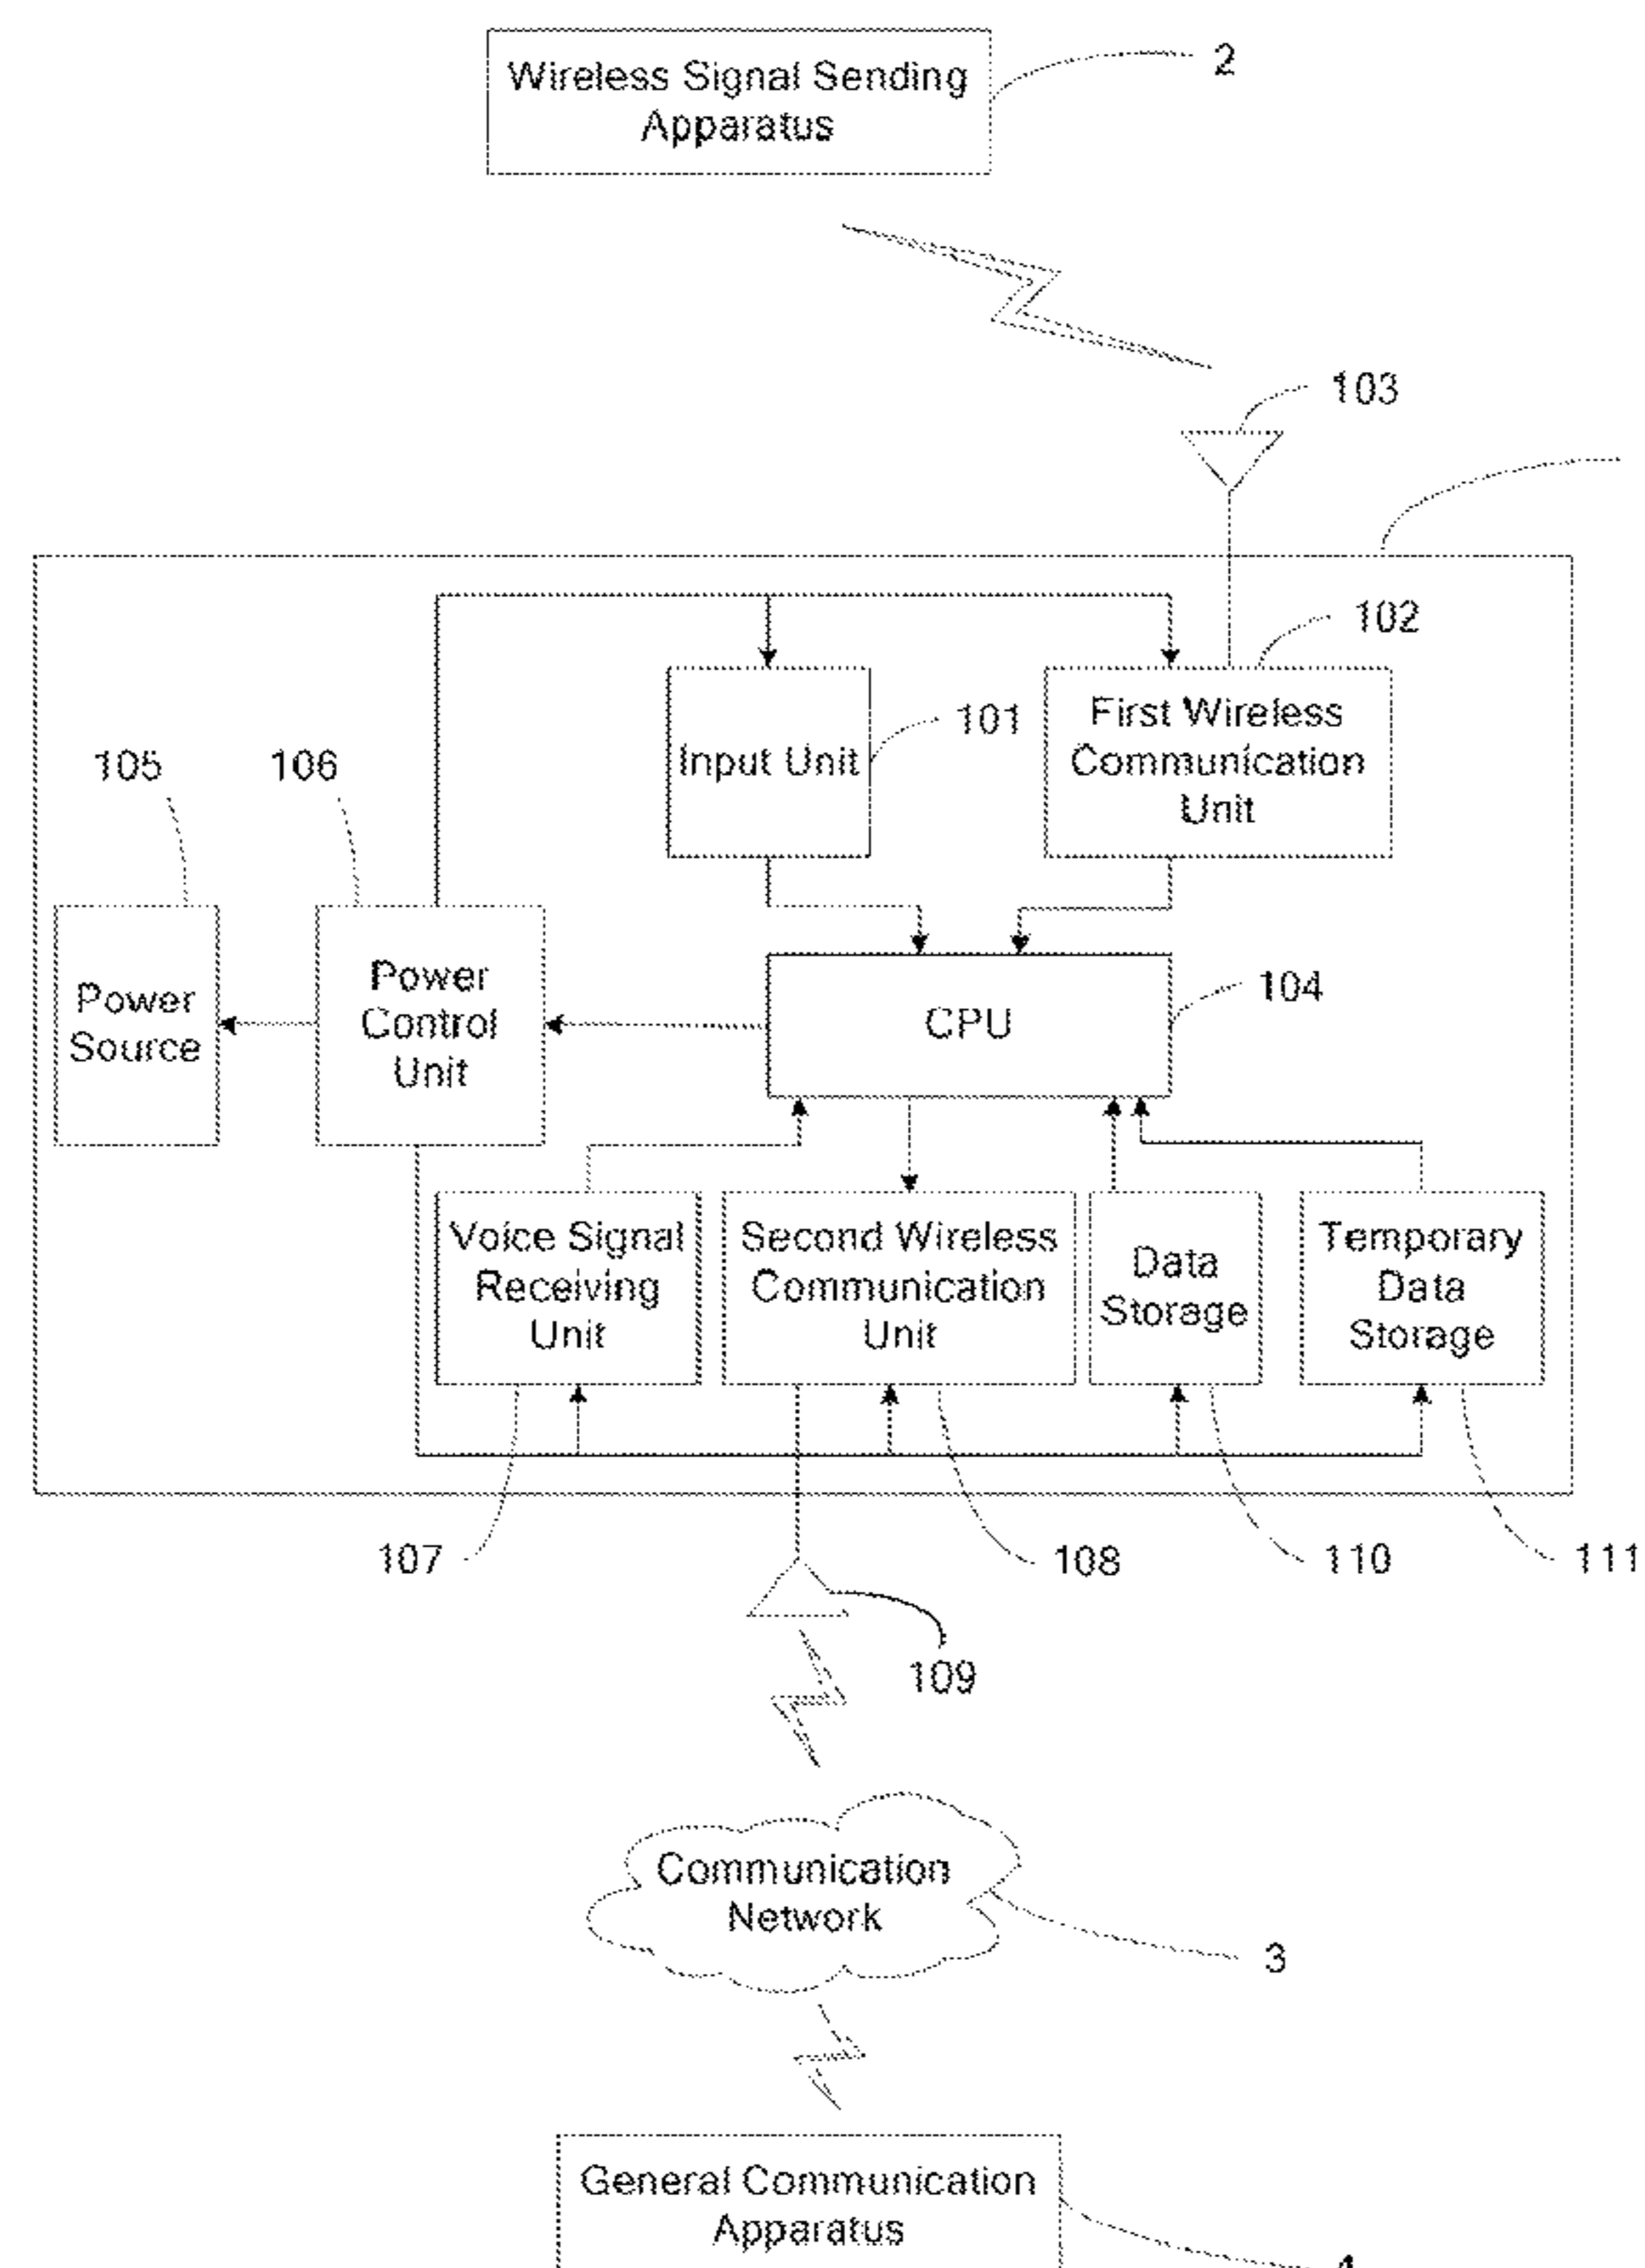 Wireless Signal Sending
Apparatus
2
103
102
First Wireless
Communication
Unit
101
Input Unit
105
106
Power
Source
Power
Control
Unit
CPU
104
Voice Signal
Receiving
Unit
Second Wireless
Communication
Unit
Data
Storage
Temporary
Data
Storage
107
108
110
111
109
Communication
Network
3
General Communication
Apparatus